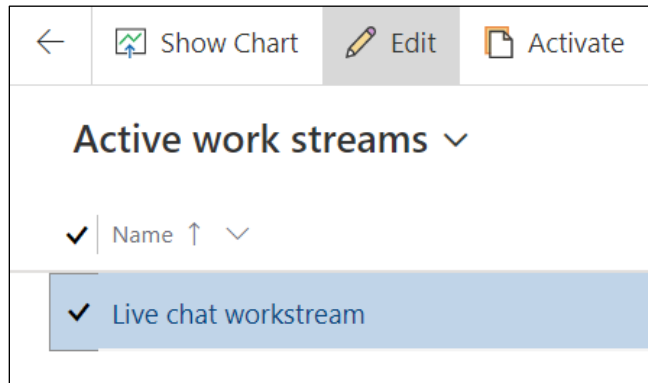 Show Chart Edit Activate
Active work streams
Name
Live chat workstream